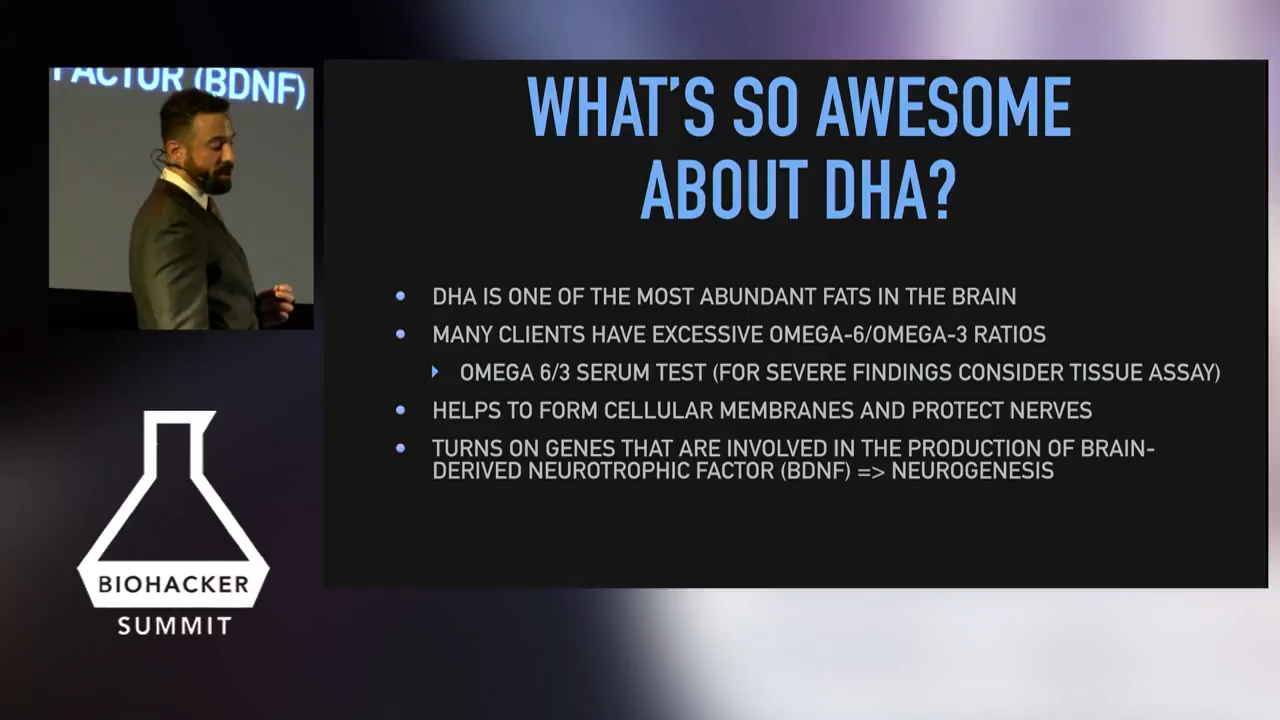 FACTOR (BDNF)
WHAT'S SO AWESOME
ABOUT DHA?
DHA IS ONE OF THE MOST ABUNDANT FATS IN THE BRAIN
MANY CLIENTS HAVE EXCESSIVE OMEGA-6/OMEGA-3 RATIOS
OMEGA 6/3 SERUM TEST (FOR SEVERE FINDINGS CONSIDER TISSUE ASSAY)
HELPS TO FORM CELLULAR MEMBRANES AND PROTECT NERVES
TURNS ON GENES THAT ARE INVOLVED IN THE PRODUCTION OF BRAIN-
DERIVED NEUROTROPHIC FACTOR (BDNF) => NEUROGENESIS
BIOHACKER
SUMMIT